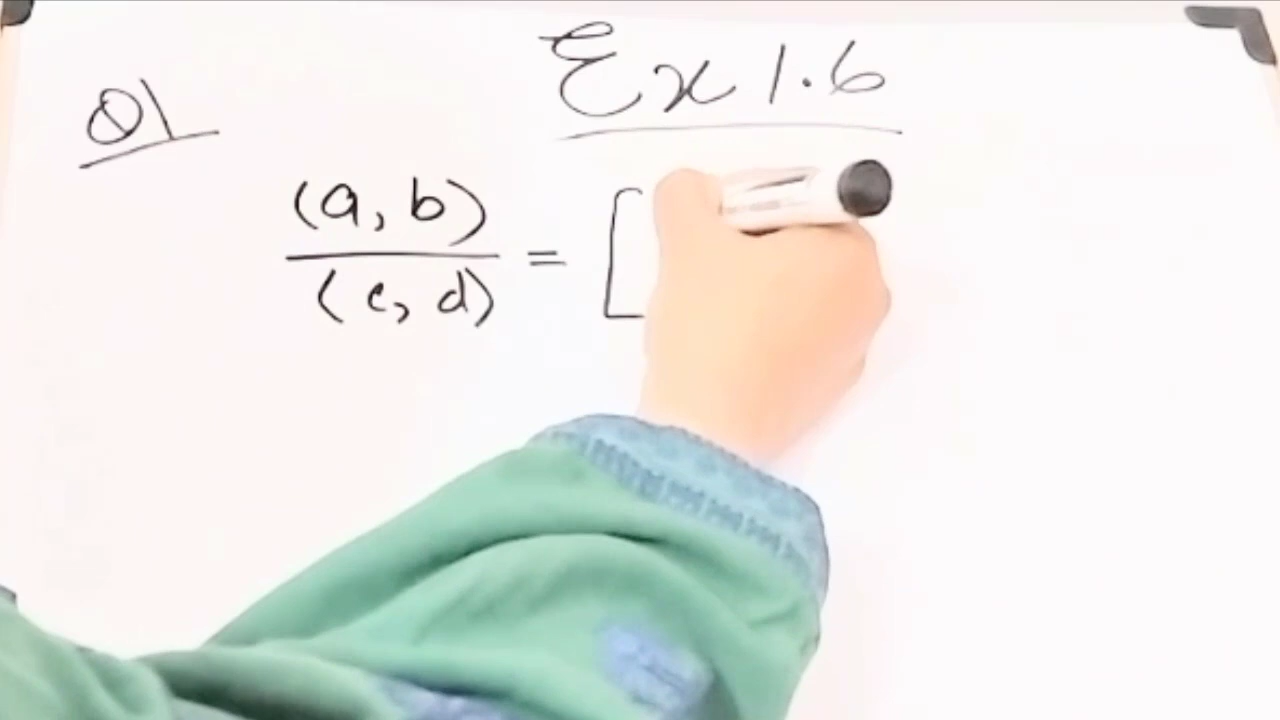 Ex 1.6
Q1
(a, b)
/(c, d) = [